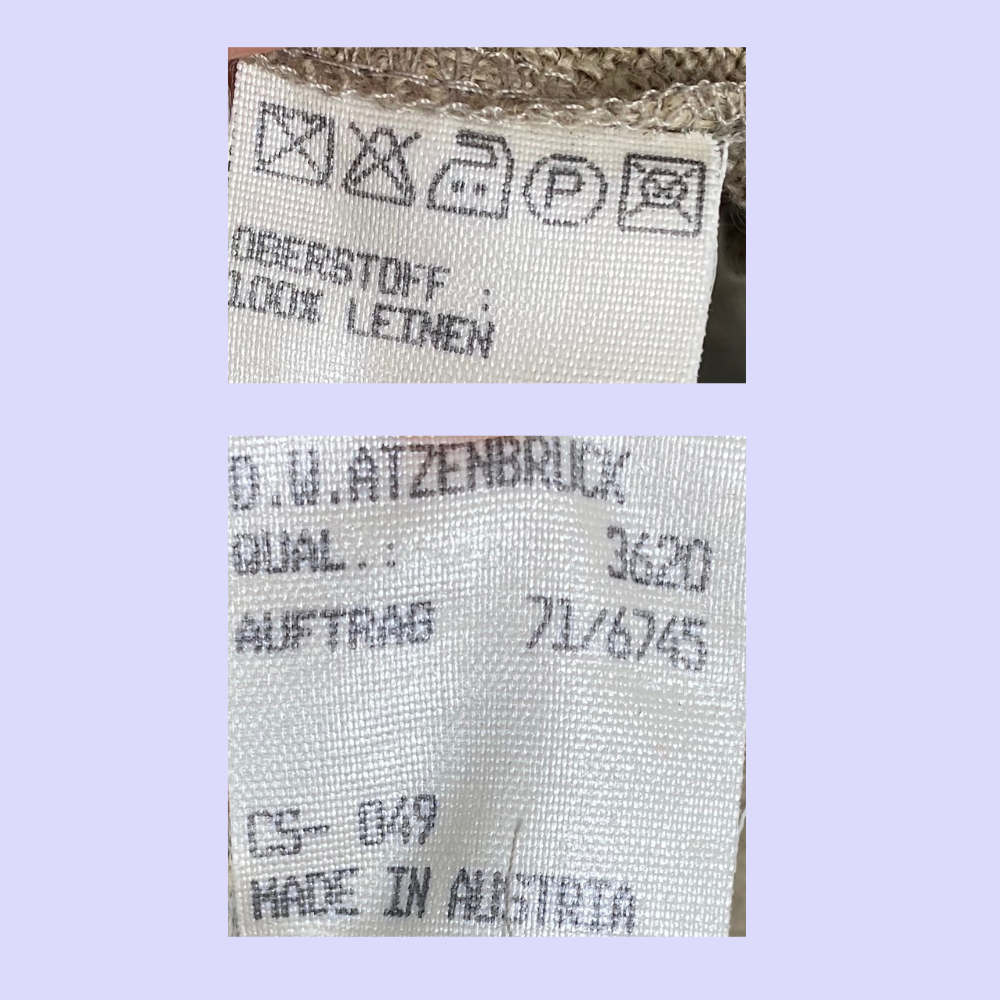 P
OBERSTOFF :
100% LEINEN
O.W.ATZENBRUCK
QUAL.: 3620
AUFTRAG 71/6745
CS- 049
MADE IN AUSTRIA